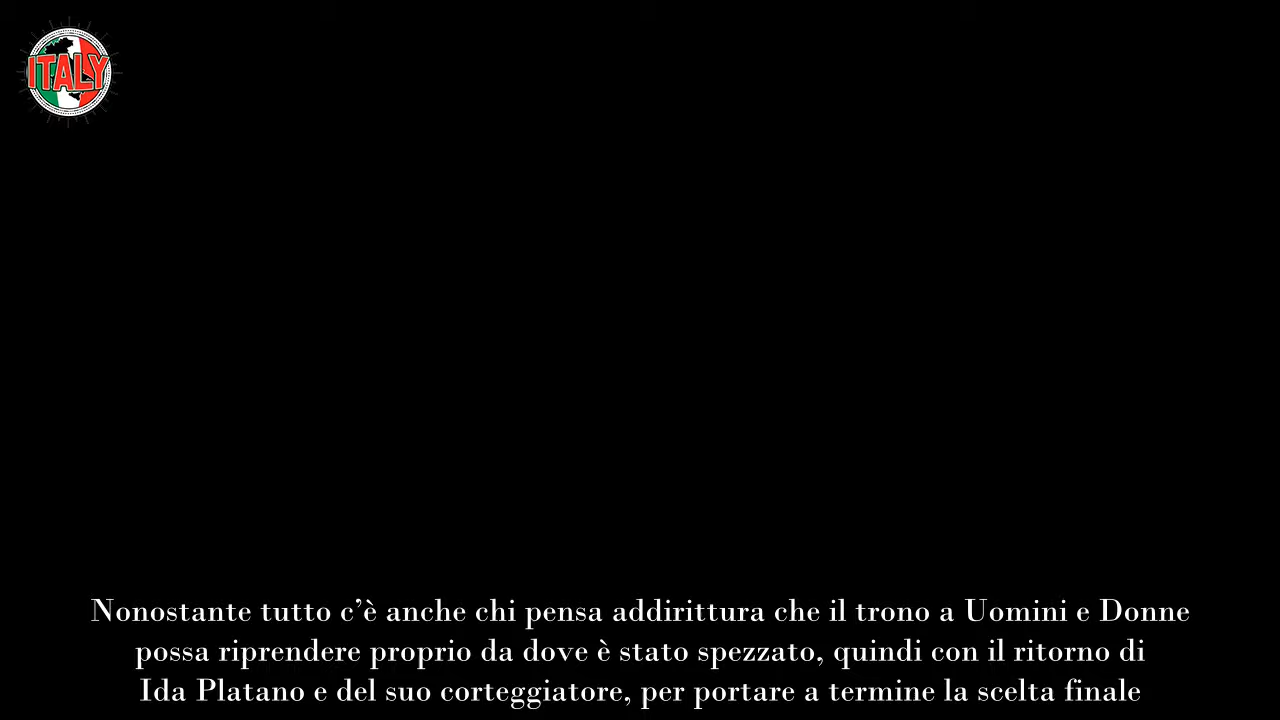 ITALY
Nonostante tutto c’è anche chi pensa addirittura che il trono a Uomini e Donne
possa riprendere proprio da dove è stato spezzato, quindi con il ritorno di
Ida Platano e del suo corteggiatore, per portare a termine la scelta finale